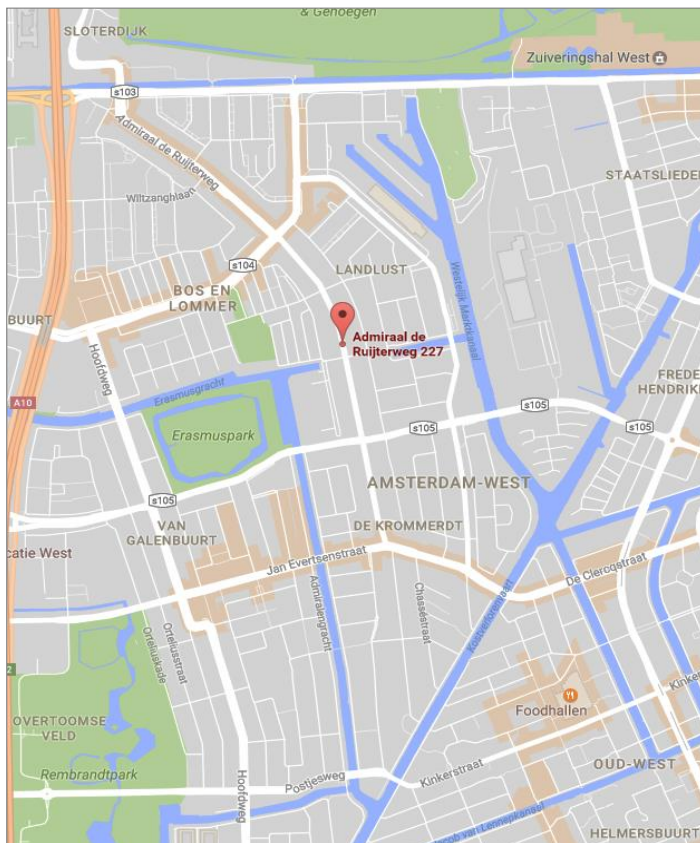 & Genoegen
SLOTERDIJK
Zuiveringshal West
s103
Admiraal de Ruijterweg
STAATSLIEDE
Wiltzanghlaan
s104
LANDLUST
BOS EN
LOMMER
Westelijk Marktkanaal
BUURT
Admiraal de
Ruijterweg 227
Hoofdweg
FREDE
HENDRIK
Erasmusgracht
A10
s105
s105
Erasmuspark
AMSTERDAM-WEST
s105
VAN
GALENBUURT
DE KROMMERDT
catie West
Jan Evertsenstraat
De Clercqstraat
Admiralengracht
Chasséstraat
Kostverlorenvaart
Orteliuskade
Orteliusstraat
2
Kinker
Foodhallen
OVERTOOMSE
VELD
OUD-WEST
Rembrandtpark
Hoofdweg
Postjesweg
Kinkerstraat
cob van Lennepkanaal
HELMERSBUURT